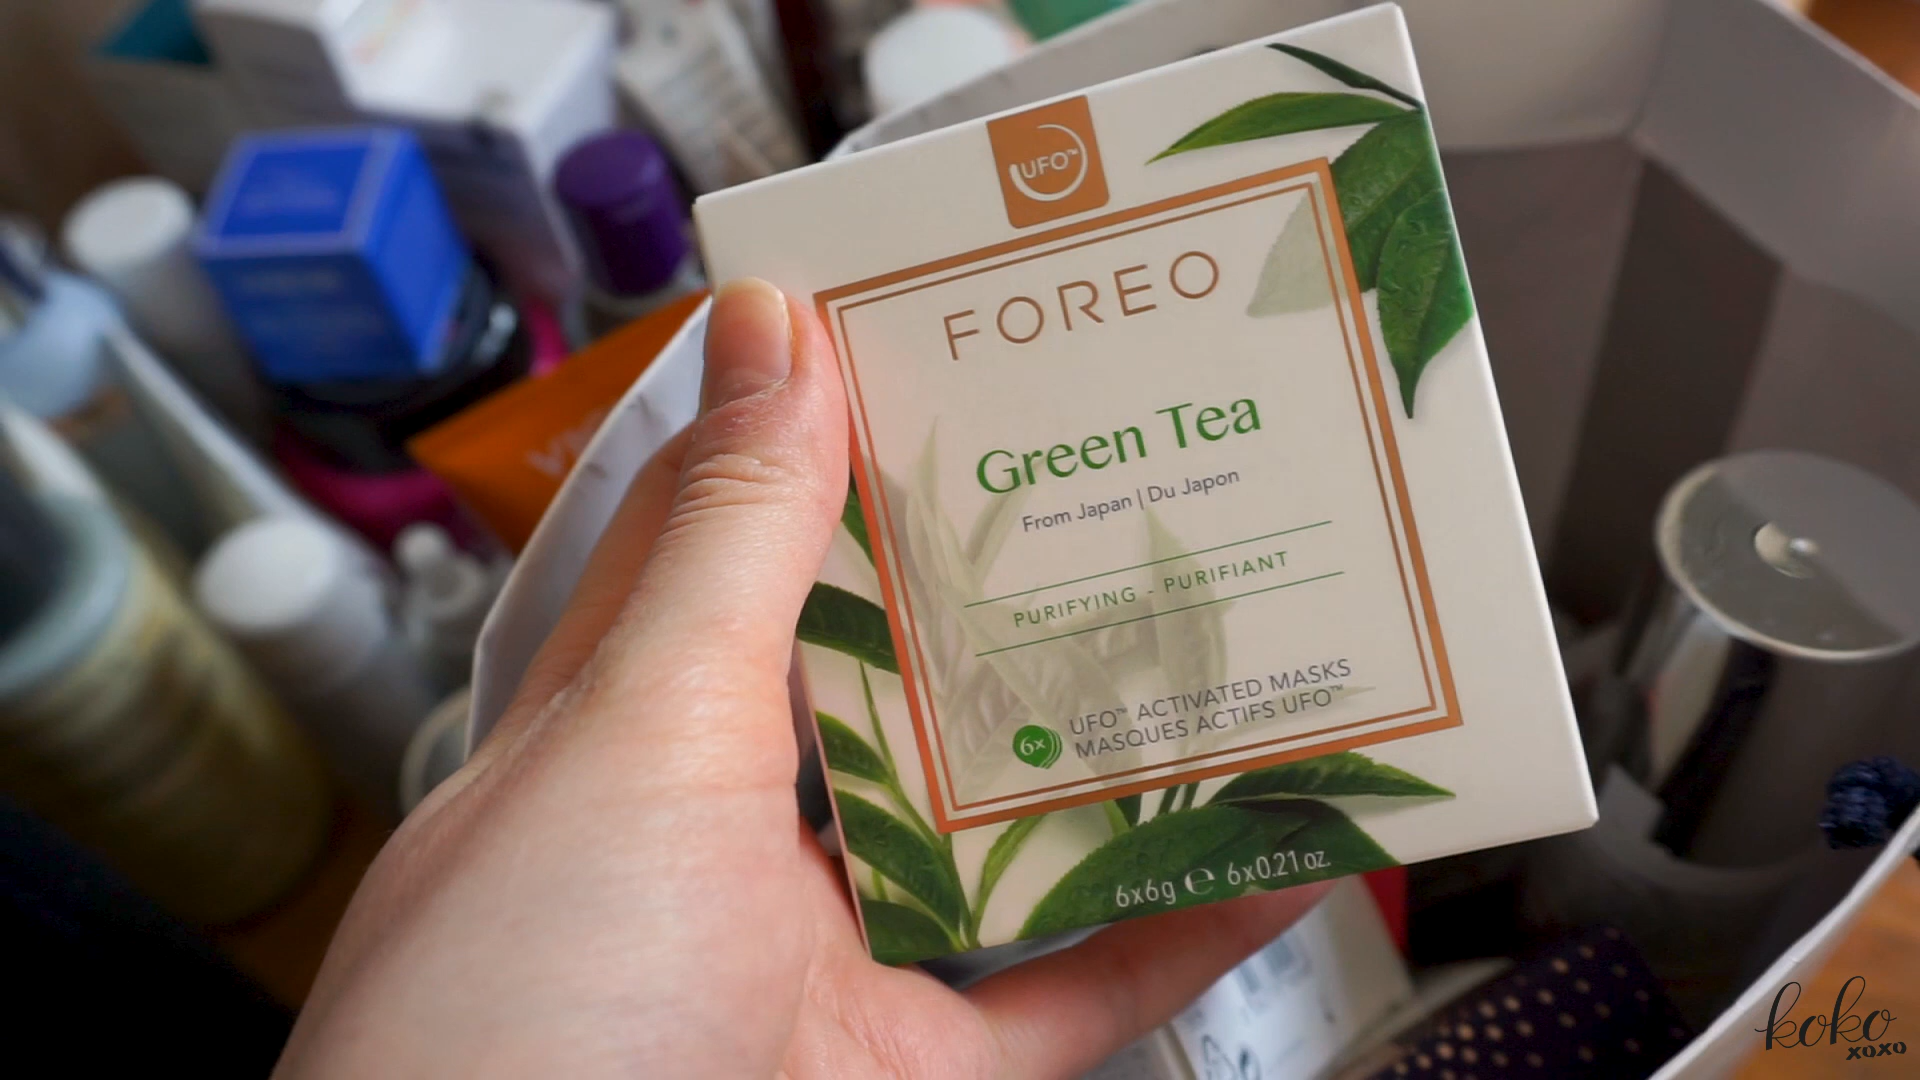 UFO™
FOREO
Green Tea
From Japan | Du Japon
PURIFYING - PURIFIANT
6x
UFO™ ACTIVATED MASKS
MASQUES ACTIFS UFO™
6x6g ℮ 6x0.21 oz.
koko
xoxo